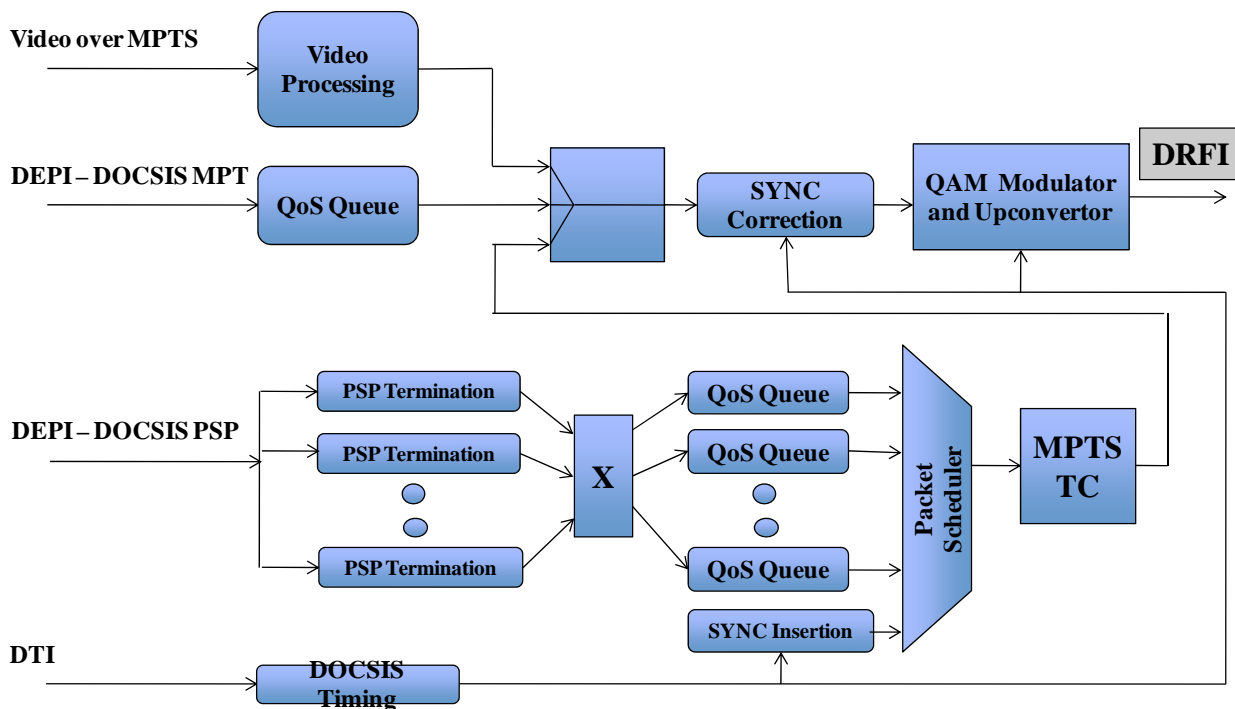 Video over MPTS
Video
Processing
DRFI
DEPI – DOCSIS MPT
QoS Queue
SYNC
Correction
QAM Modulator
and Upconvertor
DEPI – DOCSIS PSP
PSP Termination
PSP Termination
PSP Termination
X
QoS Queue
QoS Queue
QoS Queue
SYNC Insertion
Packet
Scheduler
MPTS
TC
DTI
DOCSIS
Timing